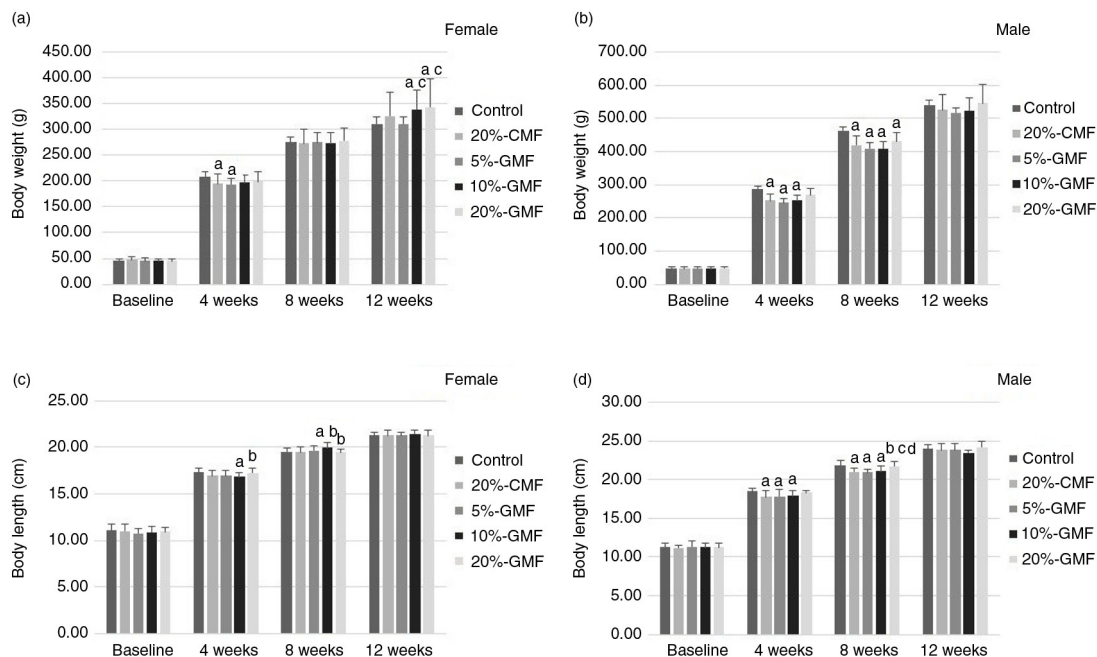 (a)
Female
450.00
400.00
350.00
300.00
250.00
200.00
150.00
100.00
50.00
0.00
Body weight (g)
a a
a c
a c
Baseline 4 weeks 8 weeks 12 weeks
Control
20%-CMF
5%-GMF
10%-GMF
20%-GMF
(b)
Male
700.00
600.00
500.00
400.00
300.00
200.00
100.00
0.00
Body weight (g)
a a a
a a a a
Baseline 4 weeks 8 weeks 12 weeks
Control
20%-CMF
5%-GMF
10%-GMF
20%-GMF
(c)
Female
25.00
20.00
15.00
10.00
5.00
0.00
Body length (cm)
a b
a b
b
Baseline 4 weeks 8 weeks 12 weeks
Control
20%-CMF
5%-GMF
10%-GMF
20%-GMF
(d)
Male
30.00
25.00
20.00
15.00
10.00
5.00
0.00
Body length (cm)
a a a
a a a b c d
Baseline 4 weeks 8 weeks 12 weeks
Control
20%-CMF
5%-GMF
10%-GMF
20%-GMF